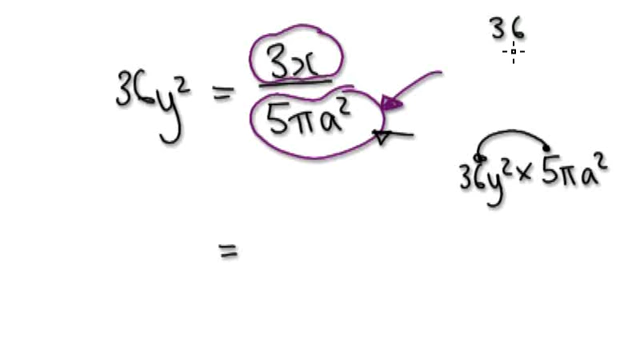 36
36y² = 3x / 5πa²
36y² × 5πa²
=